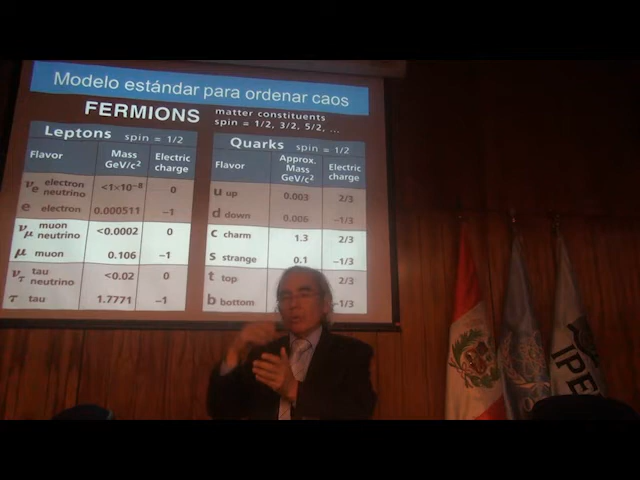 Modelo estándar para ordenar caos
FERMIONS matter constituents
spin = 1/2, 3/2, 5/2, ...
Leptons spin = 1/2
Flavor Mass GeV/c² Electric charge
νe electron neutrino <1×10⁻⁸ 0
e electron 0.000511 −1
νμ muon neutrino <0.0002 0
μ muon 0.106 −1
ντ tau neutrino <0.02 0
τ tau 1.7771 −1
Quarks spin = 1/2
Flavor Approx. Mass GeV/c² Electric charge
u up 0.003 2/3
d down 0.006 −1/3
c charm 1.3 2/3
s strange 0.1 −1/3
t top 2/3
b bottom −1/3